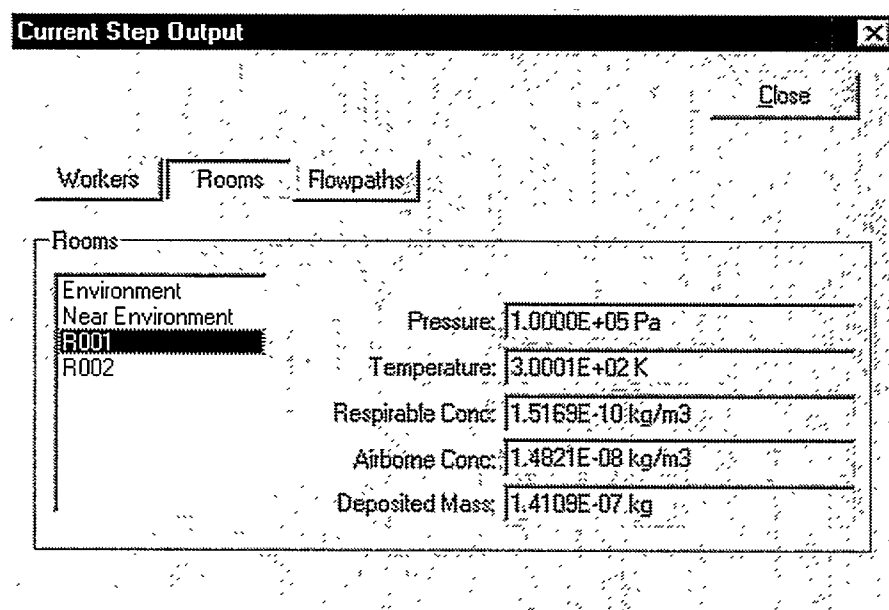 Current Step Output
Close
Workers Rooms Flowpaths
Rooms
Environment
Near Environment
R001
R002
Pressure: 1.0000E+05 Pa
Temperature: 3.0001E+02 K
Respirable Conc: 1.5169E-10 kg/m3
Airborne Conc: 1.4821E-08 kg/m3
Deposited Mass: 1.4109E-07 kg